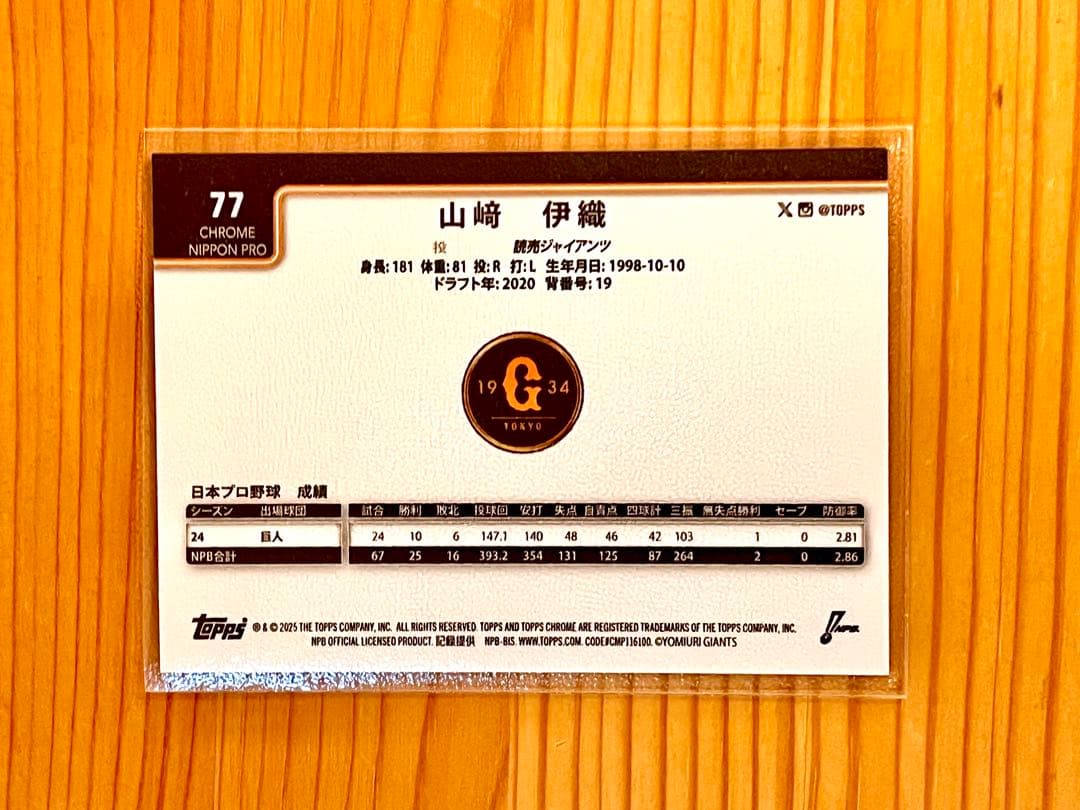 77
CHROME
NIPPON PRO
山﨑 伊織
@TOPPS
投 読売ジャイアンツ
身長: 181 体重: 81 投: R 打: L 生年月日: 1998-10-10
ドラフト年: 2020 背番号: 19
19 G 34
TOKYO
日本プロ野球 成績
シーズン 出場球団 試合 勝利 敗北 投球回 安打 失点 自責点 四球計 三振 無失点勝利 セーブ 防御率
24 巨人 24 10 6 147.1 140 48 46 42 103 1 0 2.81
NPB合計 67 25 16 393.2 354 131 125 87 264 2 0 2.86
Topps ® & © 2025 THE TOPPS COMPANY, INC. ALL RIGHTS RESERVED. TOPPS AND TOPPS CHROME ARE REGISTERED TRADEMARKS OF THE TOPPS COMPANY, INC.
NPB OFFICIAL LICENSED PRODUCT. 記録提供 NPB-BIS. WWW.TOPPS.COM. CODE#CMP116100. ©YOMIURI GIANTS
NPB